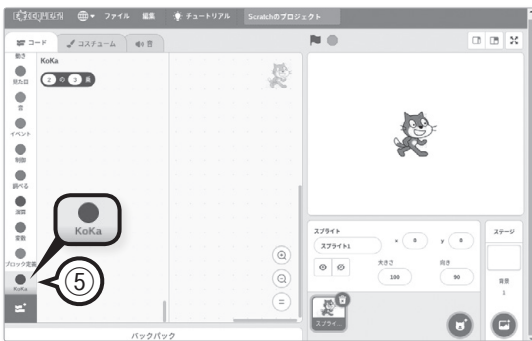 ファイル 編集 チュートリアル Scratchのプロジェクト
コード コスチューム 音
動き
見た目
音
イベント
制御
調べる
演算
変数
ブロック定義
KoKa
KoKa
2 の 3 乗
KoKa
⑤
バックパック
スプライト
スプライト1
x 0 y 0
大きさ 向き
100 90
スプライ...
ステージ
背景
1